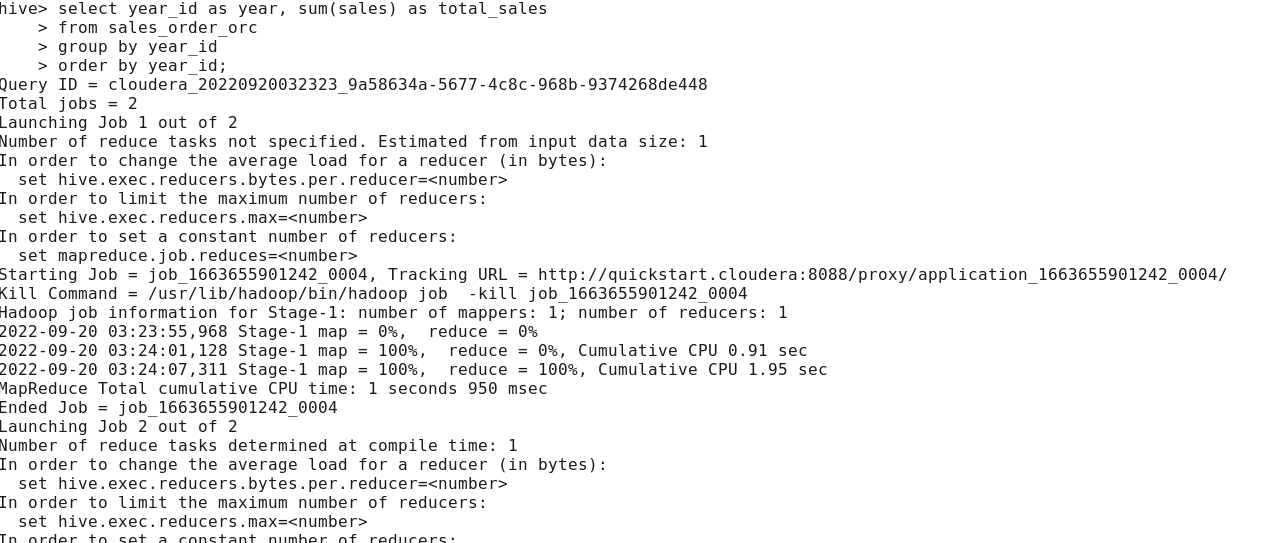 hive> select year_id as year, sum(sales) as total_sales
    > from sales_order_orc
    > group by year_id
    > order by year_id;
Query ID = cloudera_20220920032323_9a58634a-5677-4c8c-968b-9374268de448
Total jobs = 2
Launching Job 1 out of 2
Number of reduce tasks not specified. Estimated from input data size: 1
In order to change the average load for a reducer (in bytes):
  set hive.exec.reducers.bytes.per.reducer=<number>
In order to limit the maximum number of reducers:
  set hive.exec.reducers.max=<number>
In order to set a constant number of reducers:
  set mapreduce.job.reduces=<number>
Starting Job = job_1663655901242_0004, Tracking URL = http://quickstart.cloudera:8088/proxy/application_1663655901242_0004/
Kill Command = /usr/lib/hadoop/bin/hadoop job  -kill job_1663655901242_0004
Hadoop job information for Stage-1: number of mappers: 1; number of reducers: 1
2022-09-20 03:23:55,968 Stage-1 map = 0%,  reduce = 0%
2022-09-20 03:24:01,128 Stage-1 map = 100%,  reduce = 0%, Cumulative CPU 0.91 sec
2022-09-20 03:24:07,311 Stage-1 map = 100%,  reduce = 100%, Cumulative CPU 1.95 sec
MapReduce Total cumulative CPU time: 1 seconds 950 msec
Ended Job = job_1663655901242_0004
Launching Job 2 out of 2
Number of reduce tasks determined at compile time: 1
In order to change the average load for a reducer (in bytes):
  set hive.exec.reducers.bytes.per.reducer=<number>
In order to limit the maximum number of reducers:
  set hive.exec.reducers.max=<number>
In order to set a constant number of reducers: